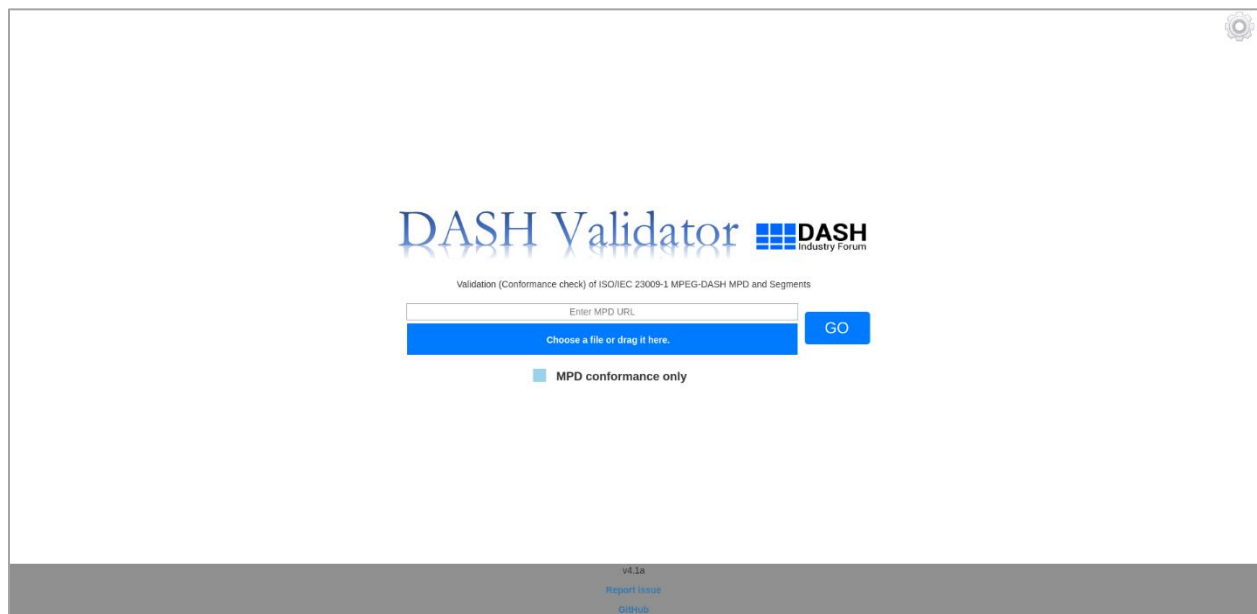 DASH Validator DASH
Industry Forum
Validation (Conformance check) of ISO/IEC 23009-1 MPEG-DASH MPD and Segments
Enter MPD URL
Choose a file or drag it here.
GO
MPD conformance only
v4.1a
Report issue
GitHub